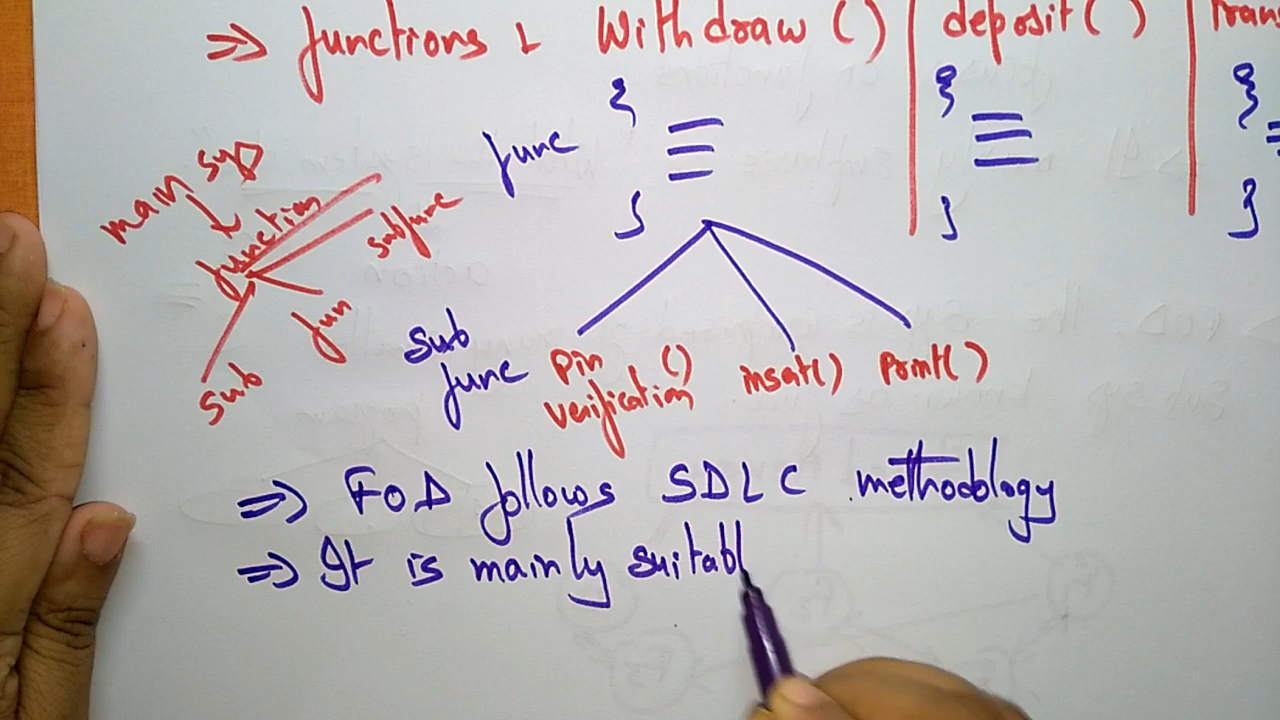 ⇒ functions : Withdraw () | deposit( ) | tran
{ ≡ } { ≡ } { }
func
main sys
function
subfunc
fun
sub
sub func
pin verification ()
insert() print( )
⇒ FOD follows SDLC methodology
⇒ It is mainly suitabl